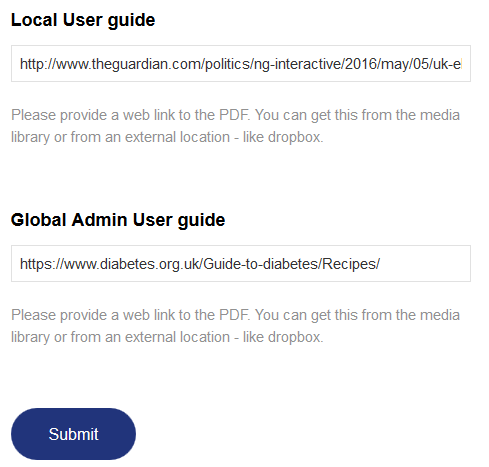 Local User guide
http://www.theguardian.com/politics/ng-interactive/2016/may/05/uk-e
Please provide a web link to the PDF. You can get this from the media
library or from an external location - like dropbox.
Global Admin User guide
https://www.diabetes.org.uk/Guide-to-diabetes/Recipes/
Please provide a web link to the PDF. You can get this from the media
library or from an external location - like dropbox.
Submit